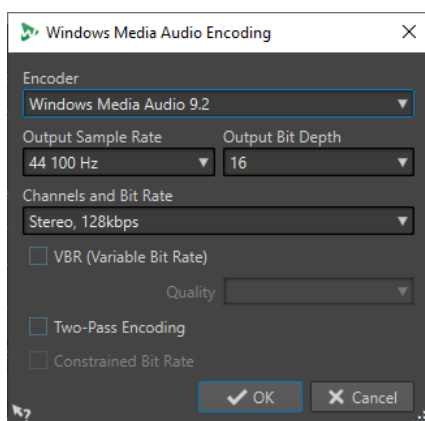 Windows Media Audio Encoding
Encoder
Windows Media Audio 9.2
Output Sample Rate Output Bit Depth
44 100 Hz 16
Channels and Bit Rate
Stereo, 128kbps
VBR (Variable Bit Rate)
Quality
Two-Pass Encoding
Constrained Bit Rate
OK Cancel